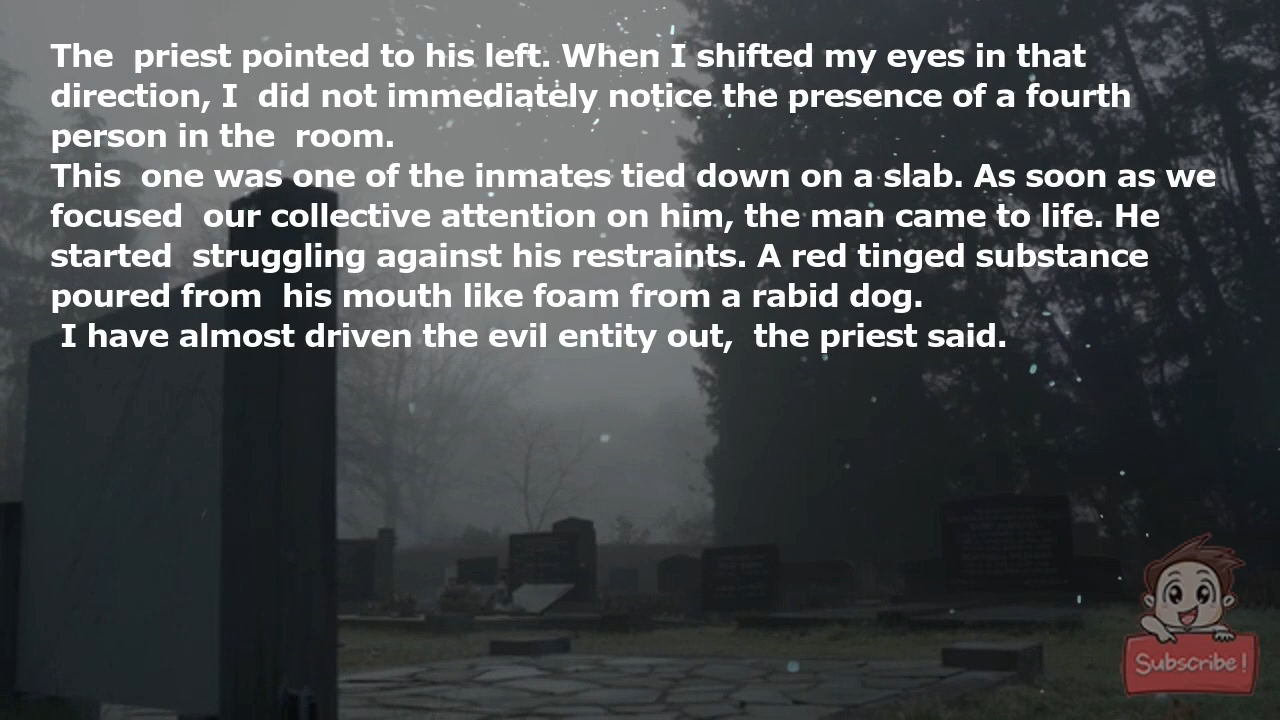 The  priest pointed to his left. When I shifted my eyes in that
direction, I  did not immediately notice the presence of a fourth
person in the  room.
This  one was one of the inmates tied down on a slab. As soon as we
focused  our collective attention on him, the man came to life. He
started  struggling against his restraints. A red tinged substance
poured from  his mouth like foam from a rabid dog.
 I have almost driven the evil entity out,  the priest said.
Subscribe!